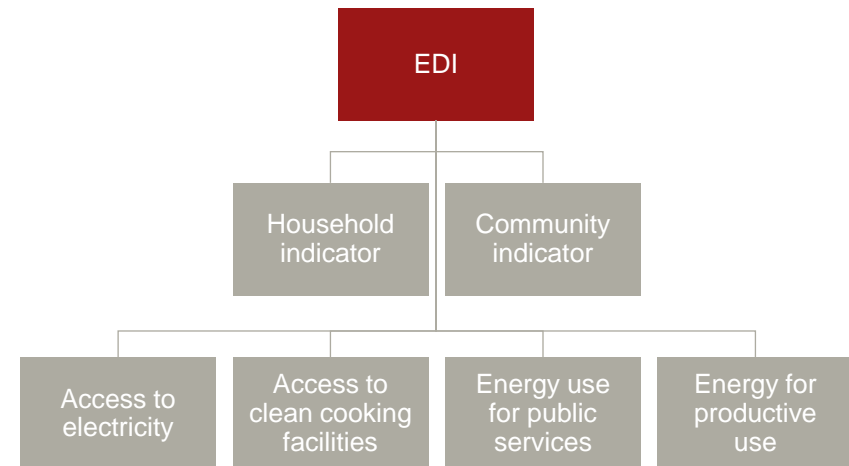 EDI
Household
indicator
Community
indicator
Access to
electricity
Access to
clean cooking
facilities
Energy use
for public
services
Energy for
productive
use